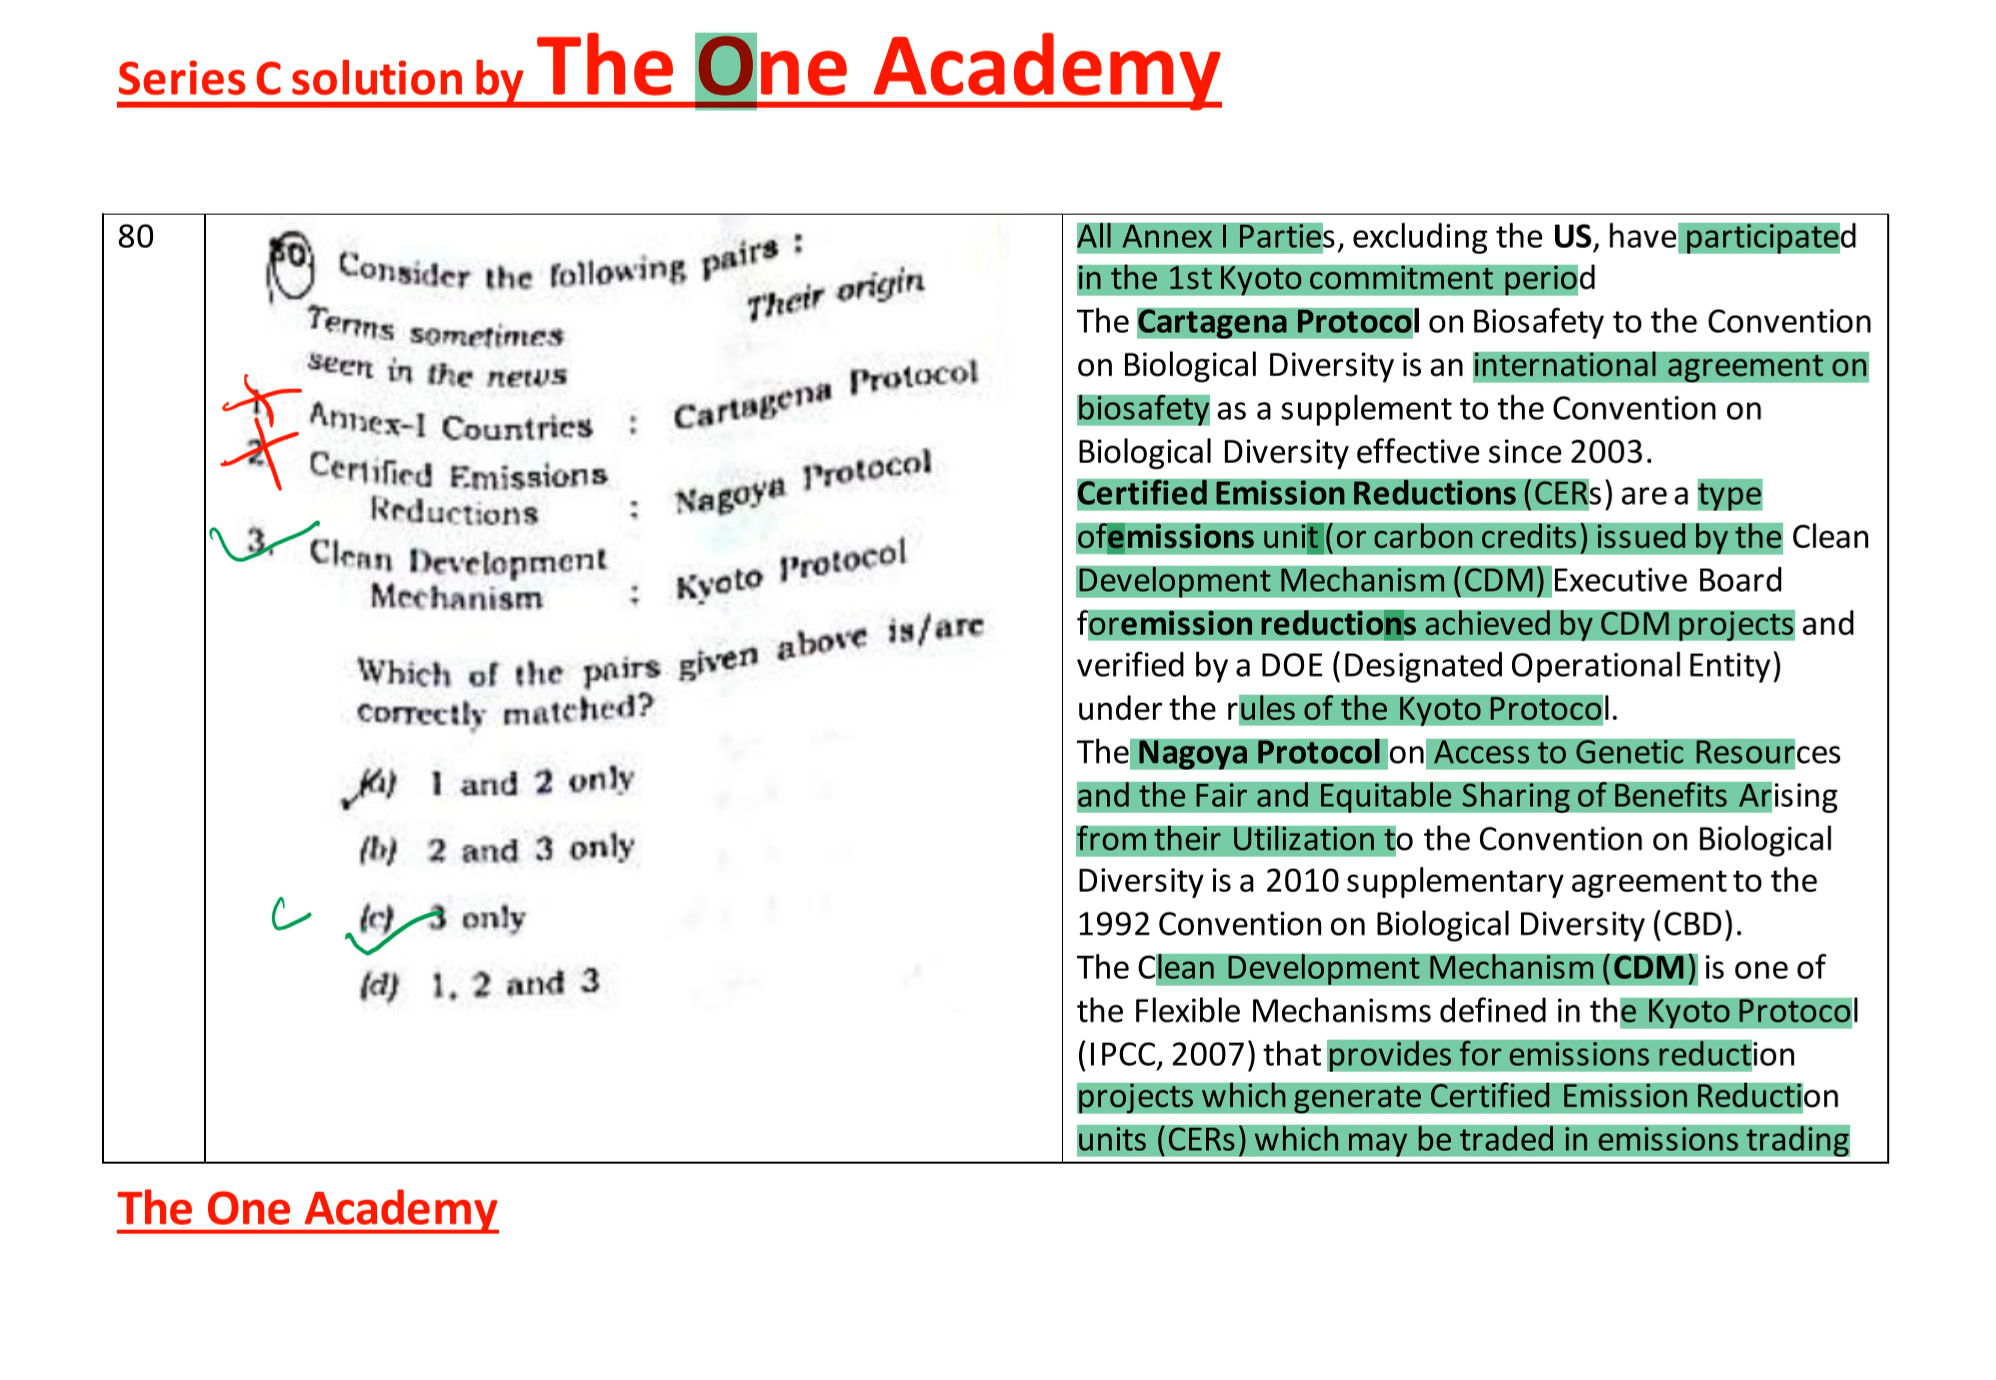 Series C solution by The One Academy
80
80. Consider the following pairs :
Terms sometimes
seen in the news
Their origin
1. Annex-I Countries : Cartagena Protocol
2. Certified Emissions
Reductions : Nagoya Protocol
3. Clean Development
Mechanism : Kyoto Protocol
Which of the pairs given above is/are
correctly matched?
(a) 1 and 2 only
(b) 2 and 3 only
C (c) 3 only
(d) 1, 2 and 3
All Annex I Parties, excluding the US, have participated
in the 1st Kyoto commitment period
The Cartagena Protocol on Biosafety to the Convention
on Biological Diversity is an international agreement on
biosafety as a supplement to the Convention on
Biological Diversity effective since 2003.
Certified Emission Reductions (CERs) are a type
ofemissions unit (or carbon credits) issued by the Clean
Development Mechanism (CDM) Executive Board
foremission reductions achieved by CDM projects and
verified by a DOE (Designated Operational Entity)
under the rules of the Kyoto Protocol.
The Nagoya Protocol on Access to Genetic Resources
and the Fair and Equitable Sharing of Benefits Arising
from their Utilization to the Convention on Biological
Diversity is a 2010 supplementary agreement to the
1992 Convention on Biological Diversity (CBD).
The Clean Development Mechanism (CDM) is one of
the Flexible Mechanisms defined in the Kyoto Protocol
(IPCC, 2007) that provides for emissions reduction
projects which generate Certified Emission Reduction
units (CERs) which may be traded in emissions trading
The One Academy